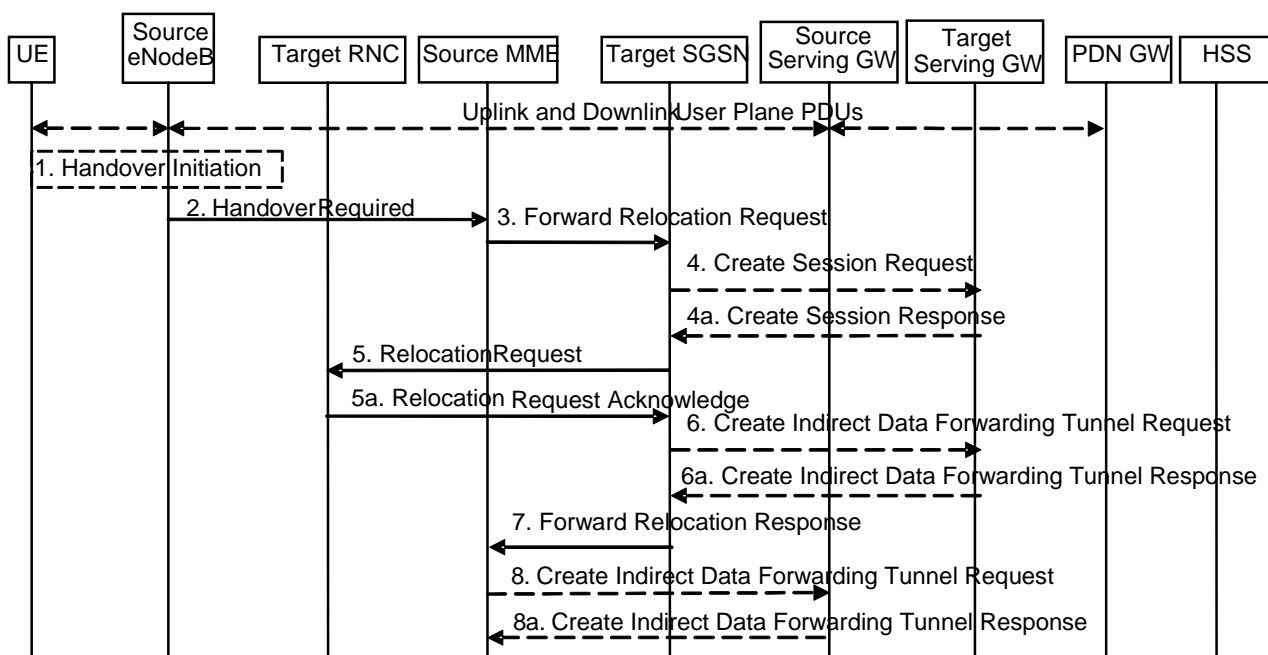 UE
Source
eNodeB
Target RNC
Source MME
Target SGSN
Source
Serving GW
Target
Serving GW
PDN GW
HSS
Uplink and Downlink User Plane PDUs
1. Handover Initiation
2. Handover Required
3. Forward Relocation Request
4. Create Session Request
4a. Create Session Response
5. Relocation Request
5a. Relocation Request Acknowledge
6. Create Indirect Data Forwarding Tunnel Request
6a. Create Indirect Data Forwarding Tunnel Response
7. Forward Relocation Response
8. Create Indirect Data Forwarding Tunnel Request
8a. Create Indirect Data Forwarding Tunnel Response